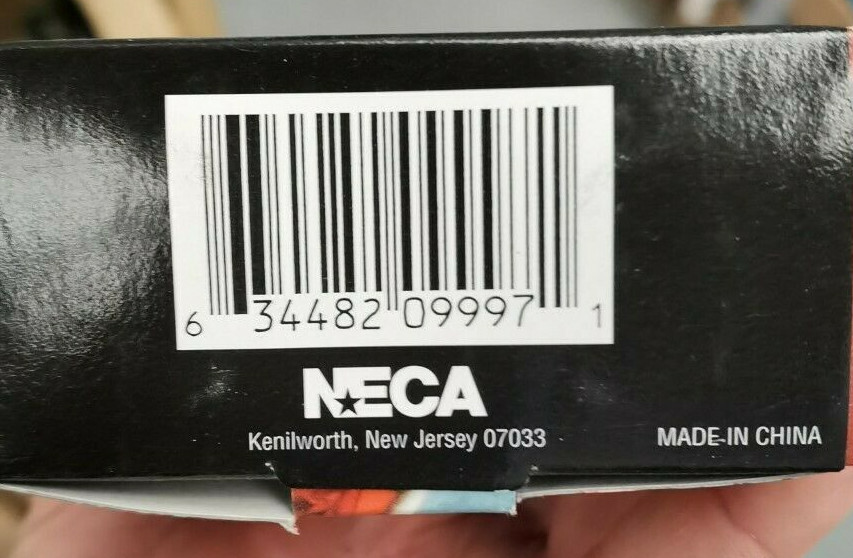 6 34482 09997 1
NECA
Kenilworth, New Jersey 07033
MADE-IN CHINA